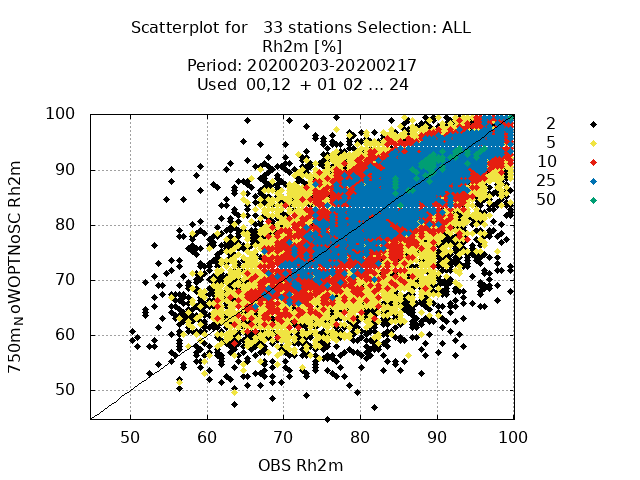 Scatterplot for   33 stations Selection: ALL
Rh2m [%]
Period: 20200203-20200217
Used  00,12  + 01 02 ... 24
750m_NoWOPTNoSC Rh2m
100
90
80
70
60
50
50 60 70 80 90 100
OBS Rh2m
2
5
10
25
50